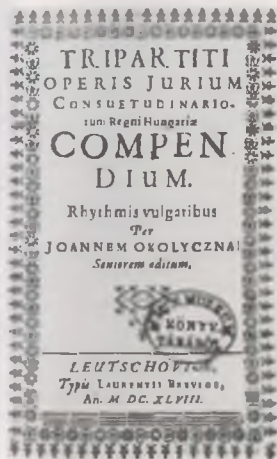 TRIPARTITI
OPERIS JURIUM
CONSUETUDINARIO-
rum Regni Hungariæ
COMPEN
DIUM.
Rhythmis vulgaribus
Per
JOANNEM OKOLYCZNAI
Seniorem editum.
KÖNYV
LEUTSCHOVIÆ,
Typis LAURENTII BREVERI,
An. M DC. XLVIII.